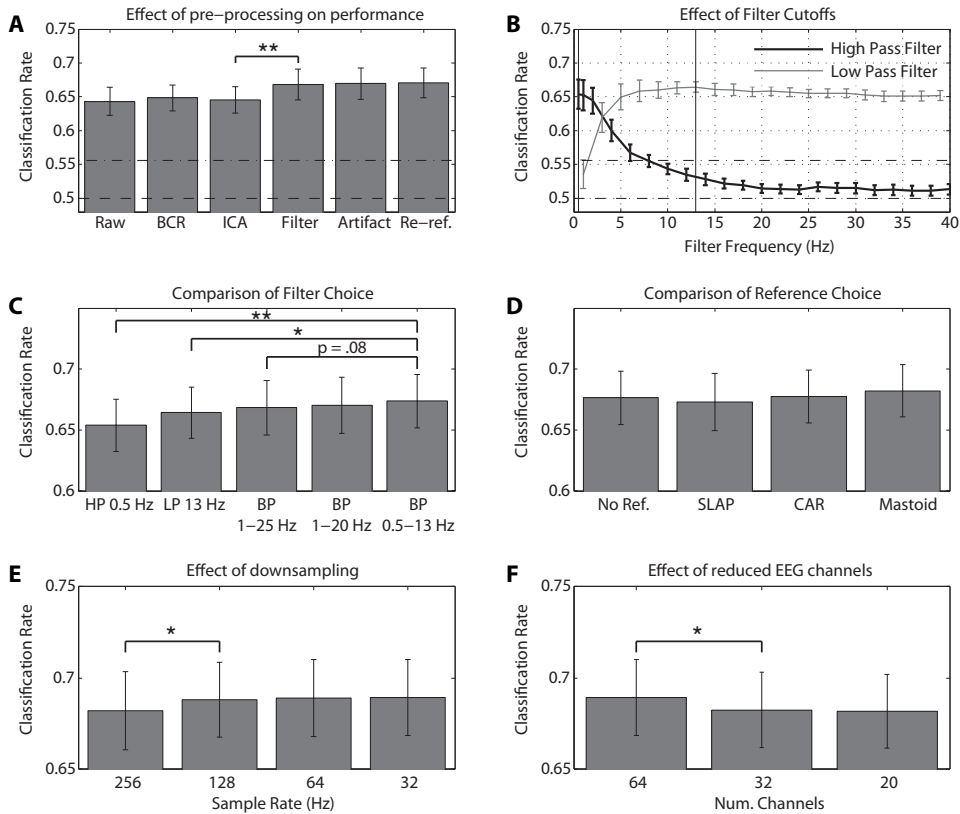 A
Effect of pre−processing on performance
0.75
0.7
0.65
0.6
0.55
0.5
Classification Rate
**
Raw BCR ICA Filter Artifact Re−ref.
B
Effect of Filter Cutoffs
0.75
0.7
0.65
0.6
0.55
0.5
Classification Rate
High Pass Filter
Low Pass Filter
0 5 10 15 20 25 30 35 40
Filter Frequency (Hz)
C
Comparison of Filter Choice
0.7
0.65
0.6
Classification Rate
**
*
p = .08
HP 0.5 Hz LP 13 Hz BP BP BP
1−25 Hz 1−20 Hz 0.5−13 Hz
D
Comparison of Reference Choice
0.7
0.65
0.6
Classification Rate
No Ref. SLAP CAR Mastoid
E
Effect of downsampling
0.75
0.7
0.65
Classification Rate
*
256 128 64 32
Sample Rate (Hz)
F
Effect of reduced EEG channels
0.75
0.7
0.65
Classification Rate
*
64 32 20
Num. Channels